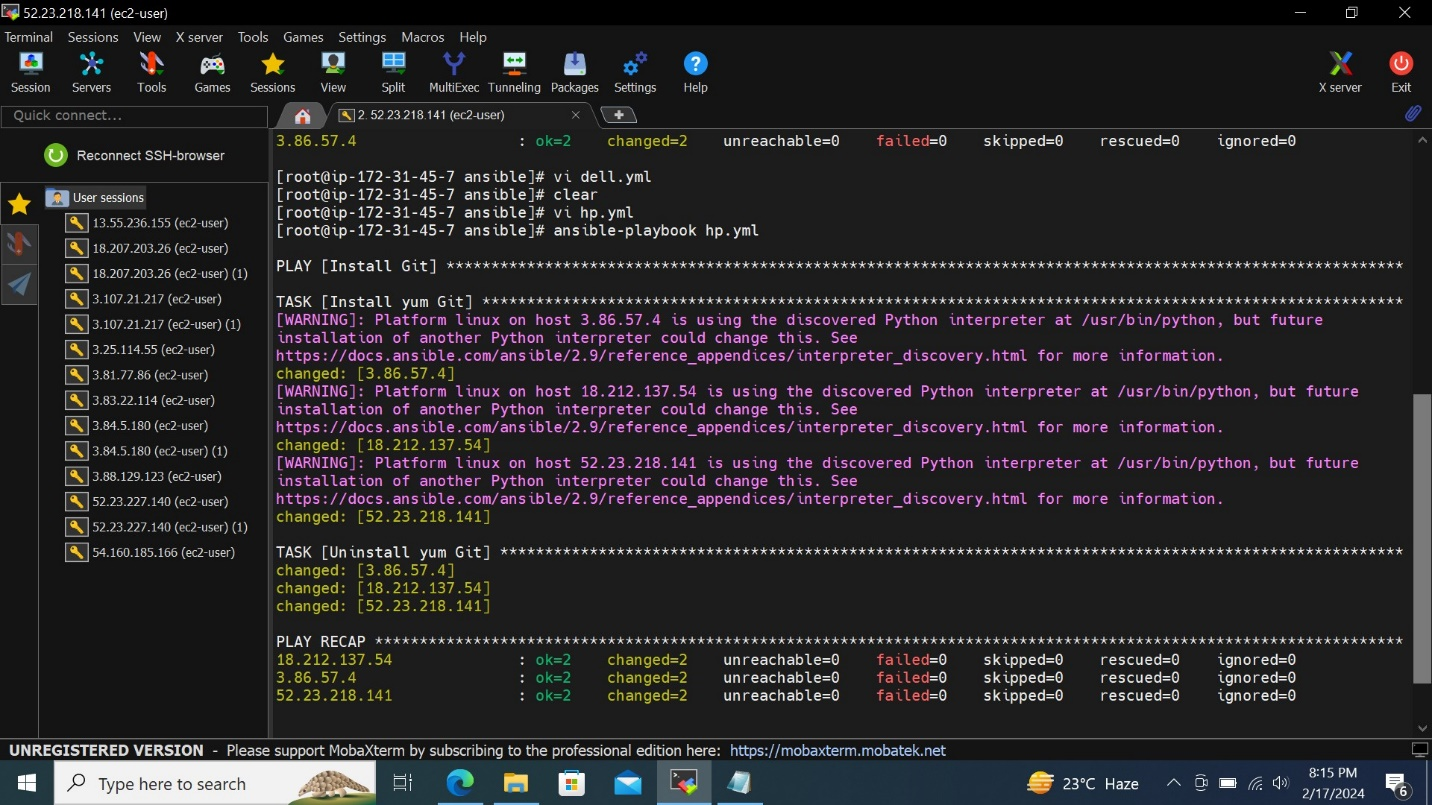 52.23.218.141 (ec2-user)
Terminal Sessions View X server Tools Games Settings Macros Help
Session Servers Tools Games Sessions View Split MultiExec Tunneling Packages Settings Help X server Exit
Quick connect... 2. 52.23.218.141 (ec2-user)
Reconnect SSH-browser
User sessions
13.55.236.155 (ec2-user)
18.207.203.26 (ec2-user)
18.207.203.26 (ec2-user) (1)
3.107.21.217 (ec2-user)
3.107.21.217 (ec2-user) (1)
3.25.114.55 (ec2-user)
3.81.77.86 (ec2-user)
3.83.22.114 (ec2-user)
3.84.5.180 (ec2-user)
3.84.5.180 (ec2-user) (1)
3.88.129.123 (ec2-user)
52.23.227.140 (ec2-user)
52.23.227.140 (ec2-user) (1)
54.160.185.166 (ec2-user)
3.86.57.4 : ok=2 changed=2 unreachable=0 failed=0 skipped=0 rescued=0 ignored=0
[root@ip-172-31-45-7 ansible]# vi dell.yml
[root@ip-172-31-45-7 ansible]# clear
[root@ip-172-31-45-7 ansible]# vi hp.yml
[root@ip-172-31-45-7 ansible]# ansible-playbook hp.yml
PLAY [Install Git] **********************************************************************************************************
TASK [Install yum Git] ******************************************************************************************************
[WARNING]: Platform linux on host 3.86.57.4 is using the discovered Python interpreter at /usr/bin/python, but future
installation of another Python interpreter could change this. See
https://docs.ansible.com/ansible/2.9/reference_appendices/interpreter_discovery.html for more information.
changed: [3.86.57.4]
[WARNING]: Platform linux on host 18.212.137.54 is using the discovered Python interpreter at /usr/bin/python, but future
installation of another Python interpreter could change this. See
https://docs.ansible.com/ansible/2.9/reference_appendices/interpreter_discovery.html for more information.
changed: [18.212.137.54]
[WARNING]: Platform linux on host 52.23.218.141 is using the discovered Python interpreter at /usr/bin/python, but future
installation of another Python interpreter could change this. See
https://docs.ansible.com/ansible/2.9/reference_appendices/interpreter_discovery.html for more information.
changed: [52.23.218.141]
TASK [Uninstall yum Git] ****************************************************************************************************
changed: [3.86.57.4]
changed: [18.212.137.54]
changed: [52.23.218.141]
PLAY RECAP ******************************************************************************************************************
18.212.137.54 : ok=2 changed=2 unreachable=0 failed=0 skipped=0 rescued=0 ignored=0
3.86.57.4 : ok=2 changed=2 unreachable=0 failed=0 skipped=0 rescued=0 ignored=0
52.23.218.141 : ok=2 changed=2 unreachable=0 failed=0 skipped=0 rescued=0 ignored=0
UNREGISTERED VERSION - Please support MobaXterm by subscribing to the professional edition here: https://mobaxterm.mobatek.net
Type here to search 23°C Haze 8:15 PM
2/17/2024 6